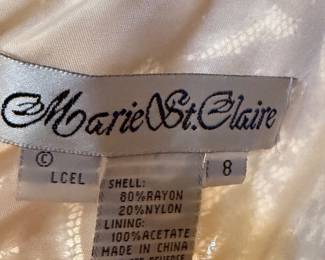 Marie St. Claire
©
LCEL
8
SHELL:
80%RAYON
20%NYLON
LINING:
100%ACETATE
MADE IN CHINA